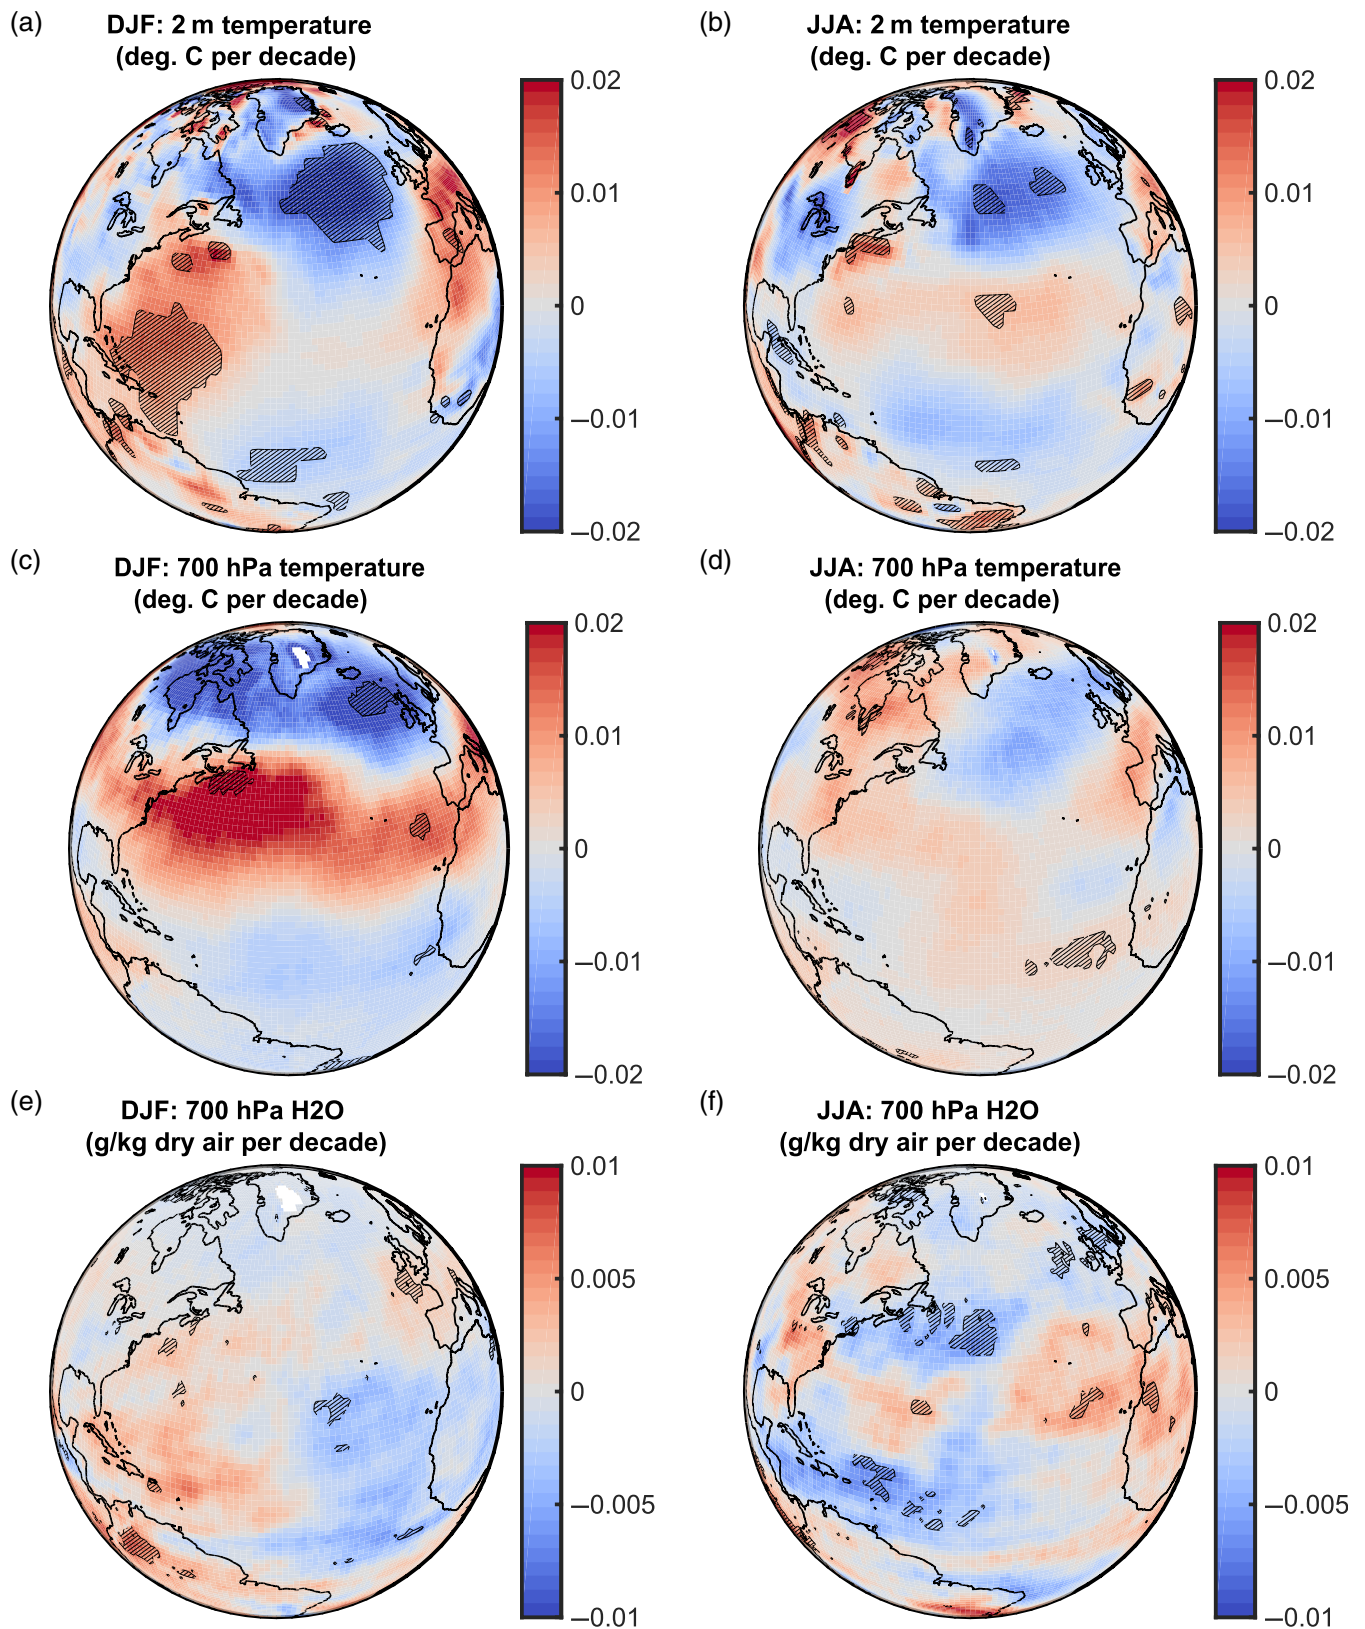 (a)
DJF: 2 m temperature
(deg. C per decade)
0.02
0.01
0
−0.01
−0.02
(b)
JJA: 2 m temperature
(deg. C per decade)
0.02
0.01
0
−0.01
−0.02
(c)
DJF: 700 hPa temperature
(deg. C per decade)
0.02
0.01
0
−0.01
−0.02
(d)
JJA: 700 hPa temperature
(deg. C per decade)
0.02
0.01
0
−0.01
−0.02
(e)
DJF: 700 hPa H2O
(g/kg dry air per decade)
0.01
0.005
0
−0.005
−0.01
(f)
JJA: 700 hPa H2O
(g/kg dry air per decade)
0.01
0.005
0
−0.005
−0.01